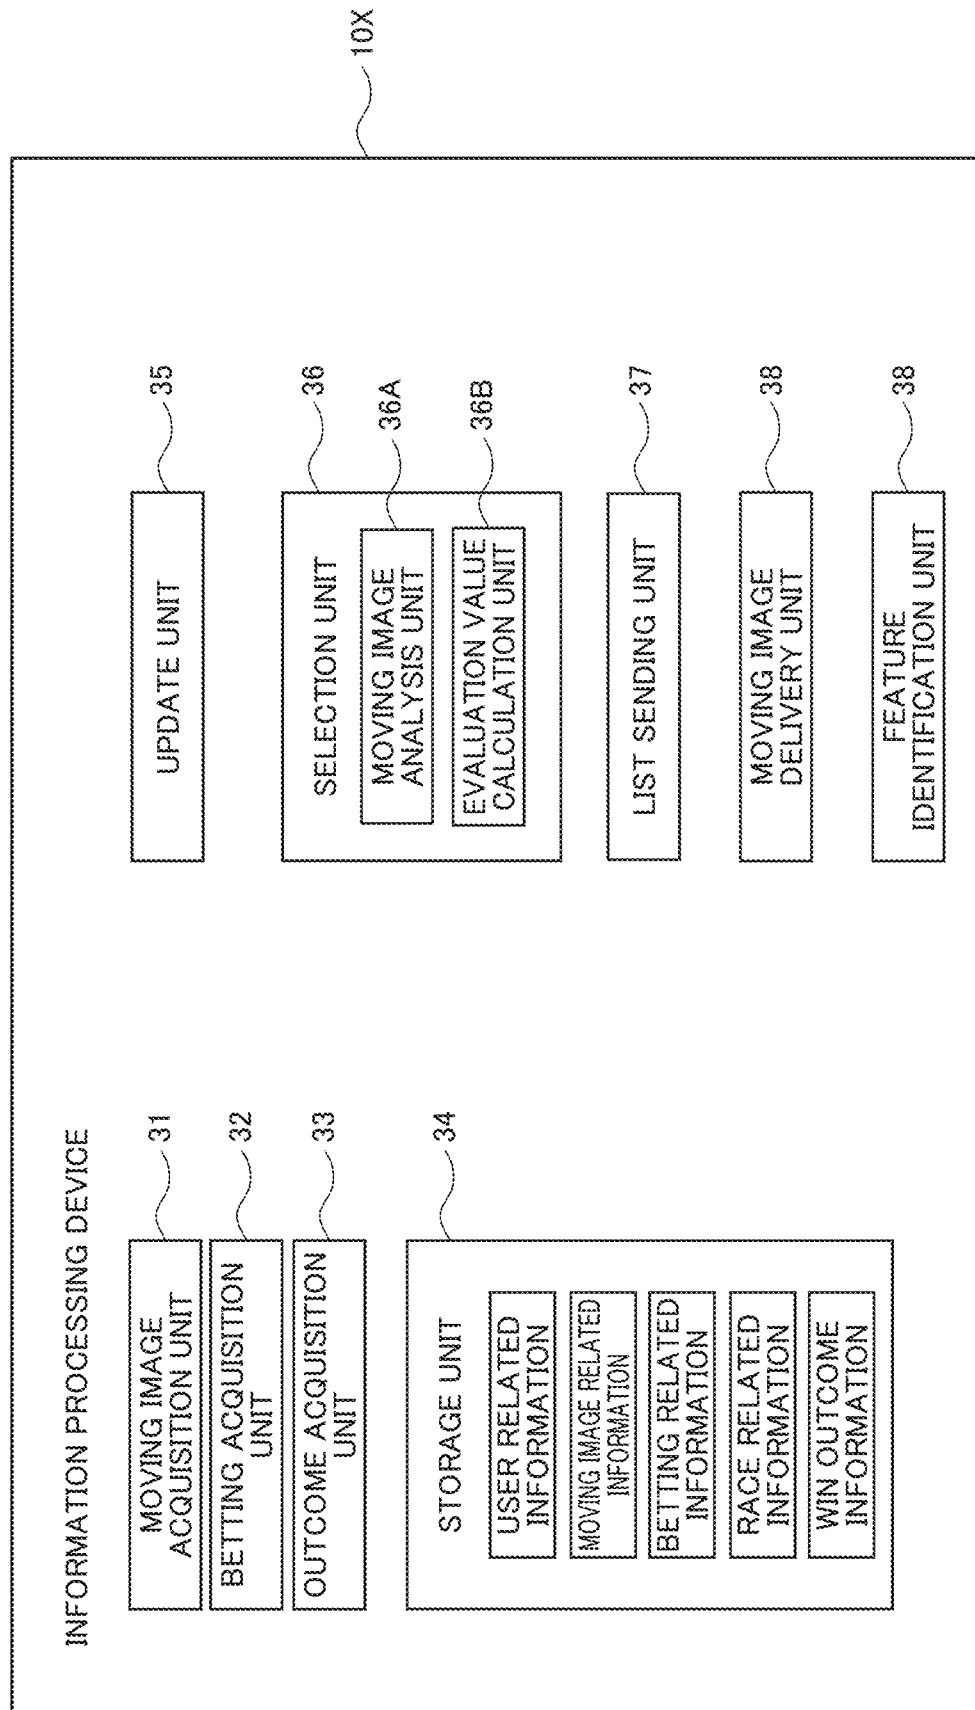 10X
INFORMATION PROCESSING DEVICE
31
MOVING IMAGE
ACQUISITION UNIT
32
BETTING ACQUISITION
UNIT
33
OUTCOME ACQUISITION
UNIT
34
STORAGE UNIT
USER RELATED
INFORMATION
MOVING IMAGE RELATED
INFORMATION
BETTING RELATED
INFORMATION
RACE RELATED
INFORMATION
WIN OUTCOME
INFORMATION
35
UPDATE UNIT
36
SELECTION UNIT
36A
MOVING IMAGE
ANALYSIS UNIT
36B
EVALUATION VALUE
CALCULATION UNIT
37
LIST SENDING UNIT
38
MOVING IMAGE
DELIVERY UNIT
38
FEATURE
IDENTIFICATION UNIT